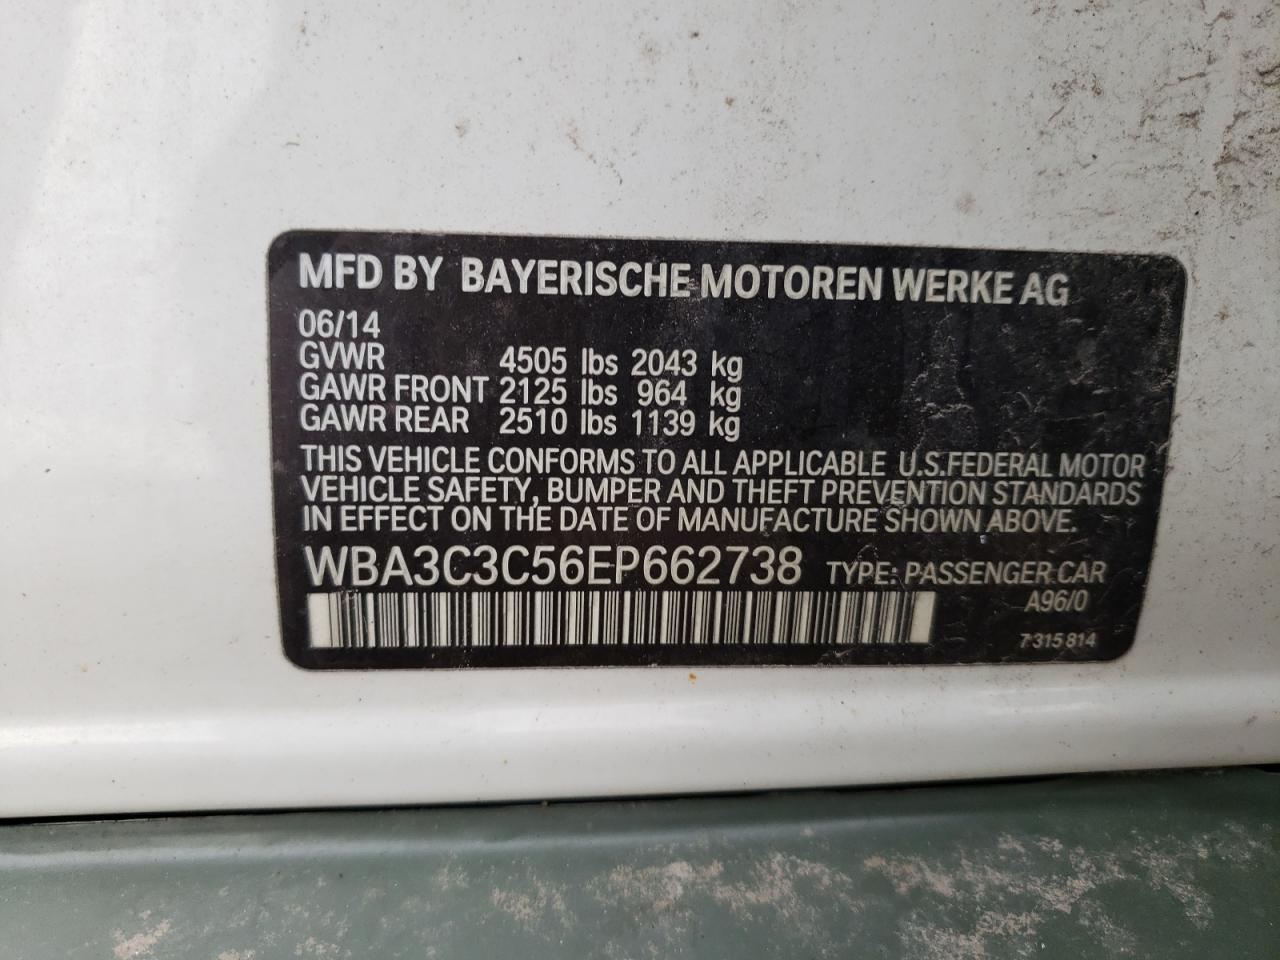 MFD BY BAYERISCHE MOTOREN WERKE AG
06/14
GVWR 4505 lbs 2043 kg
GAWR FRONT 2125 lbs 964 kg
GAWR REAR 2510 lbs 1139 kg
THIS VEHICLE CONFORMS TO ALL APPLICABLE U.S.FEDERAL MOTOR
VEHICLE SAFETY, BUMPER AND THEFT PREVENTION STANDARDS
IN EFFECT ON THE DATE OF MANUFACTURE SHOWN ABOVE.
WBA3C3C56EP662738 TYPE: PASSENGER CAR
A96/0
7 315 814